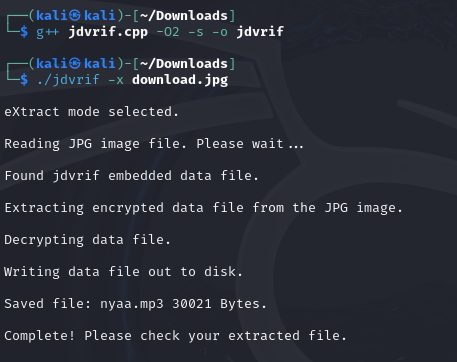 ┌──(kali㉿kali)-[~/Downloads]
└─$ g++ jdvrif.cpp -O2 -s -o jdvrif
┌──(kali㉿kali)-[~/Downloads]
└─$ ./jdvrif -x download.jpg
eXtract mode selected.
Reading JPG image file. Please wait...
Found jdvrif embedded data file.
Extracting encrypted data file from the JPG image.
Decrypting data file.
Writing data file out to disk.
Saved file: nyaa.mp3 30021 Bytes.
Complete! Please check your extracted file.